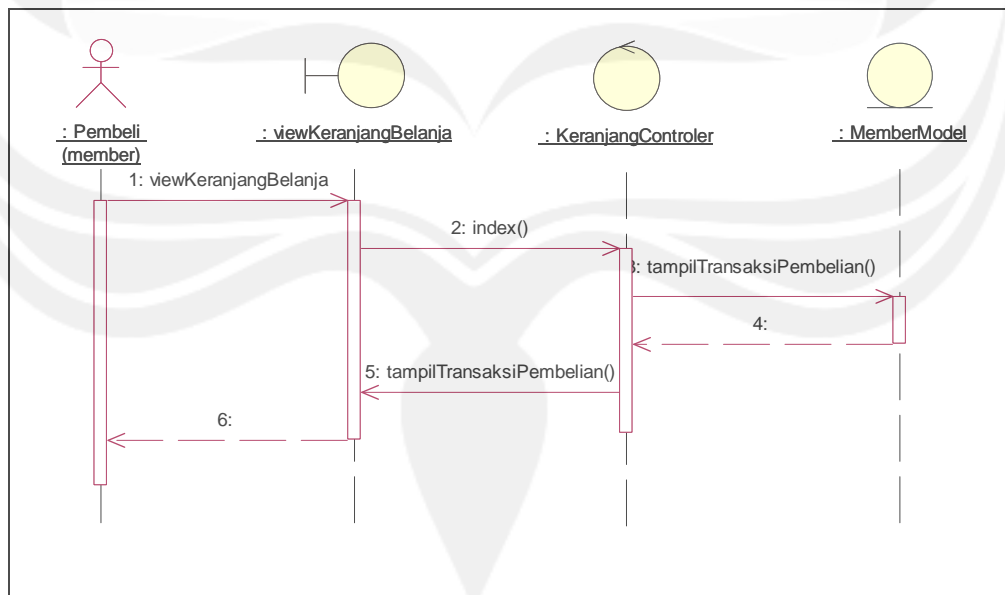 : Pembeli
(member)
: viewKeranjangBelanja
: KeranjangControler
: MemberModel
1: viewKeranjangBelanja
2: index()
3: tampilTransaksiPembelian()
4:
5: tampilTransaksiPembelian()
6: